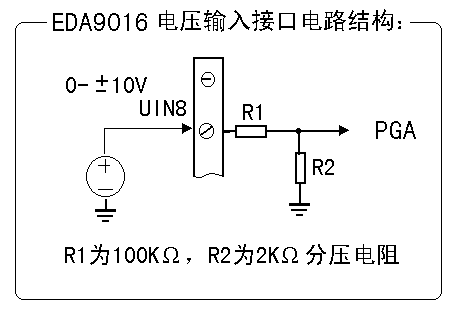 EDA9016 电压输入接口电路结构:
0-±10V
UIN8
R1
PGA
R2
R1为100KΩ，R2为2KΩ 分压电阻